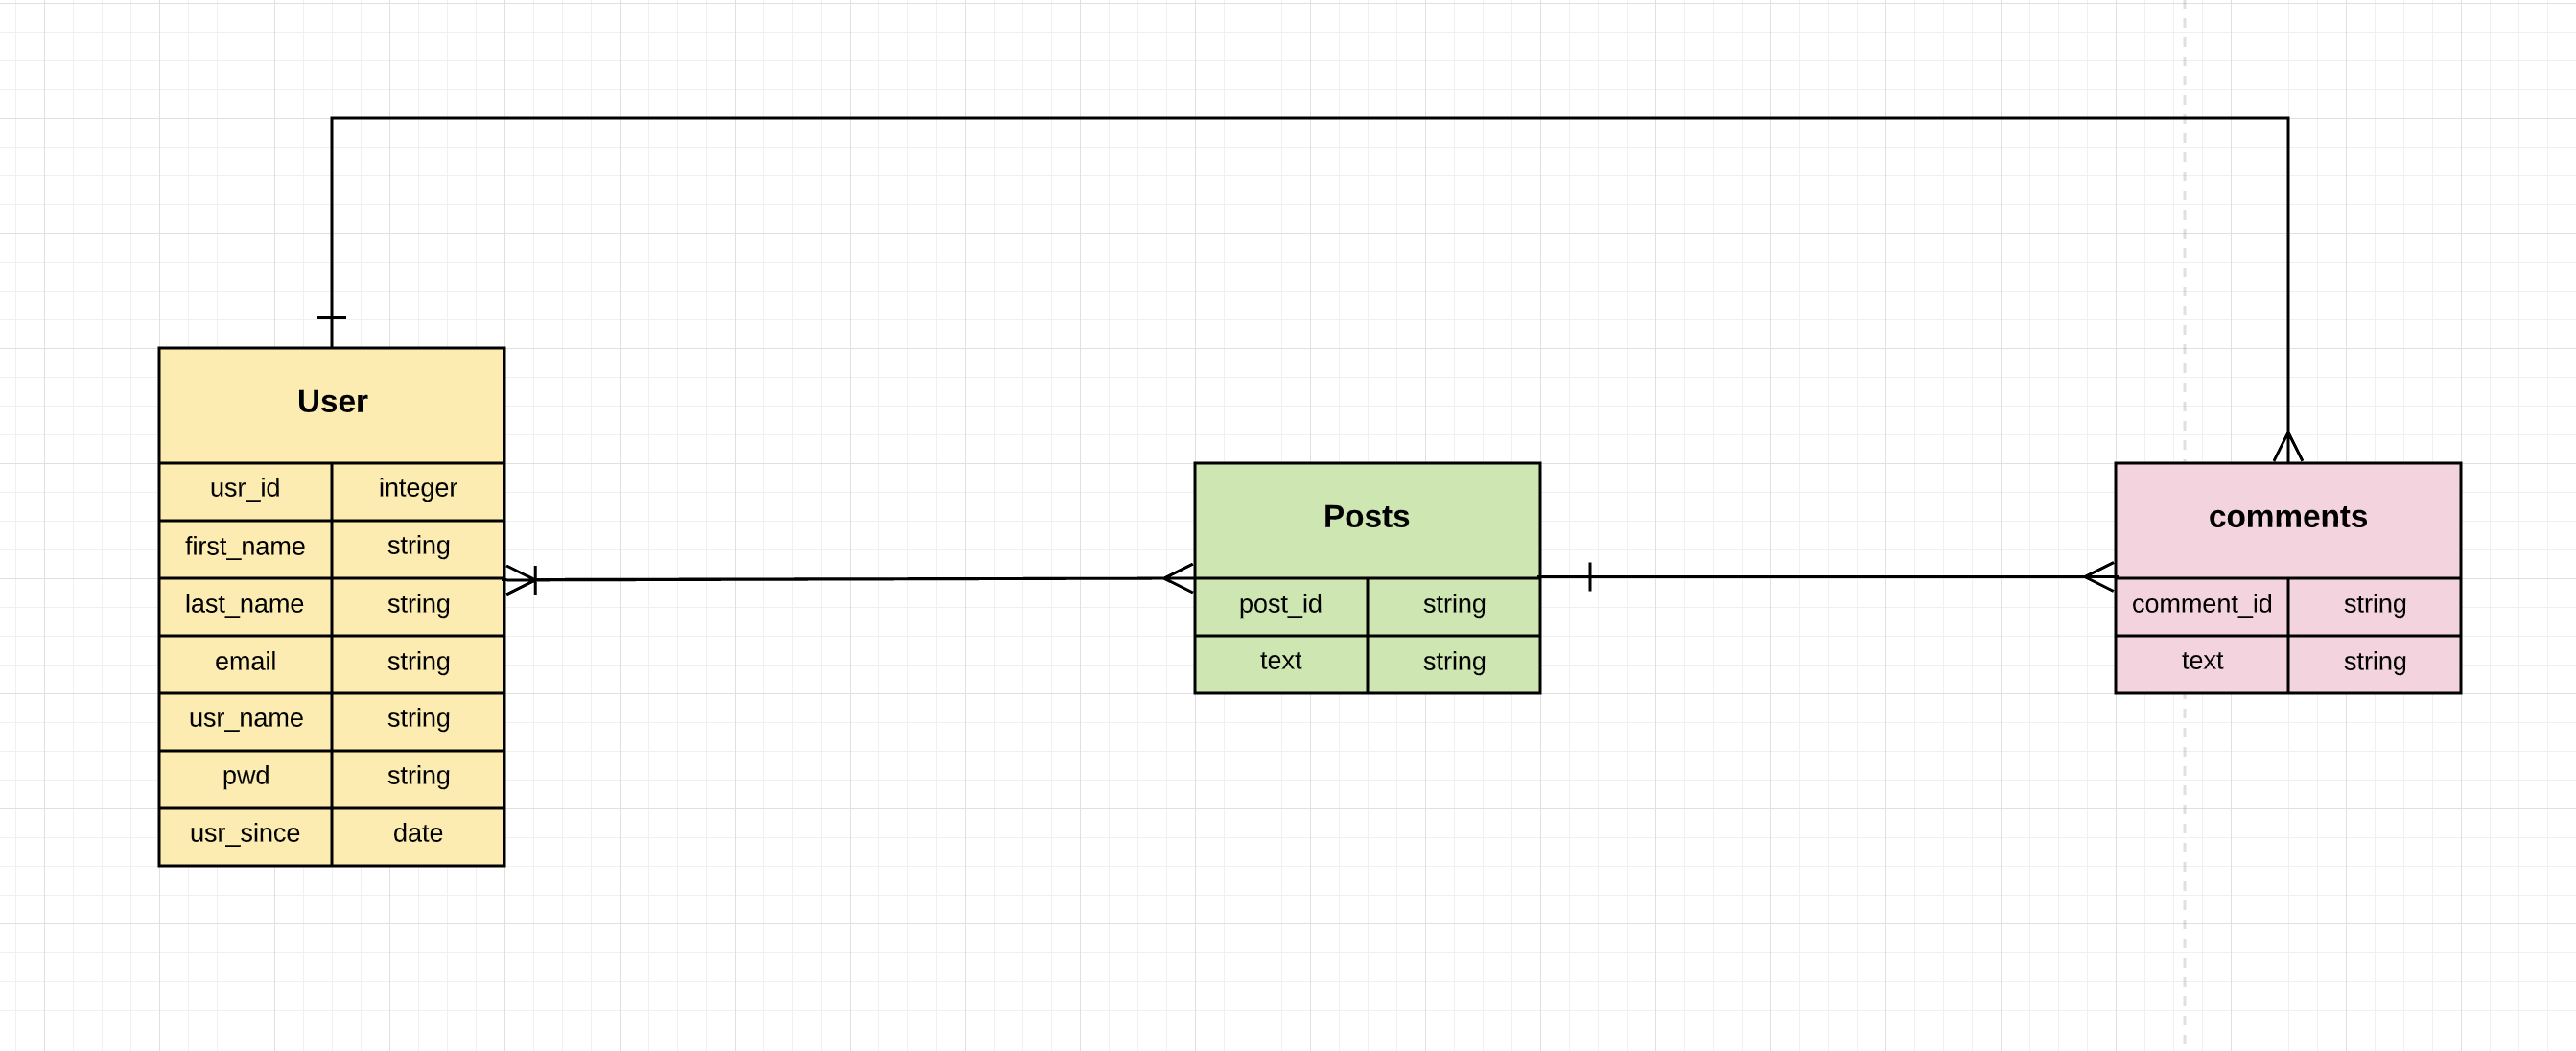 User
usr_id integer
first_name string
last_name string
email string
usr_name string
pwd string
usr_since date
Posts
post_id string
text string
comments
comment_id string
text string